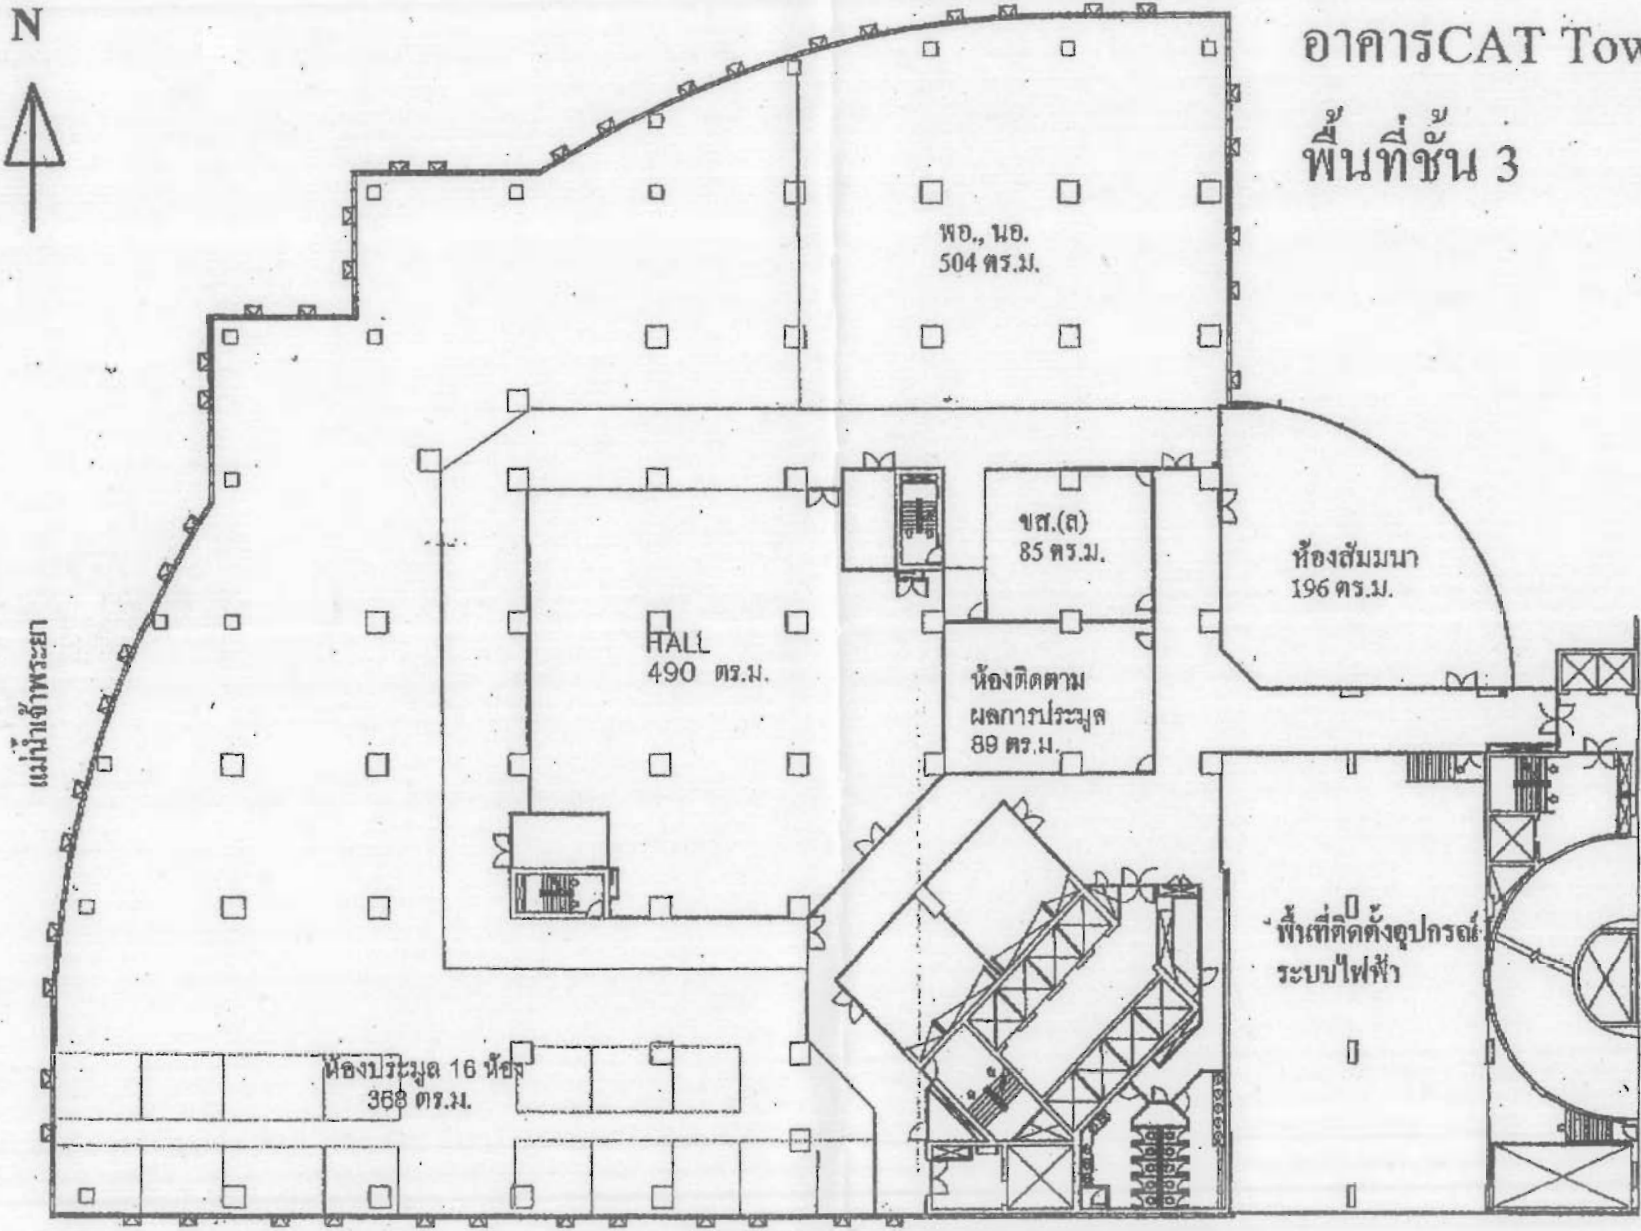 N
อาคารCAT Tow
พื้นที่ชั้น 3
พอ., นอ.
504 ตร.ม.
ขส.(ล)
85 ตร.ม.
ห้องสัมมนา
196 ตร.ม.
HALL
490 ตร.ม.
ห้องติดตาม
ผลการประมูล
89 ตร.ม.
แม่น้ำเจ้าพระยา
พื้นที่ติดตั้งอุปกรณ์
ระบบไฟฟ้า
ห้องประมูล 16 ห้อง
368 ตร.ม.